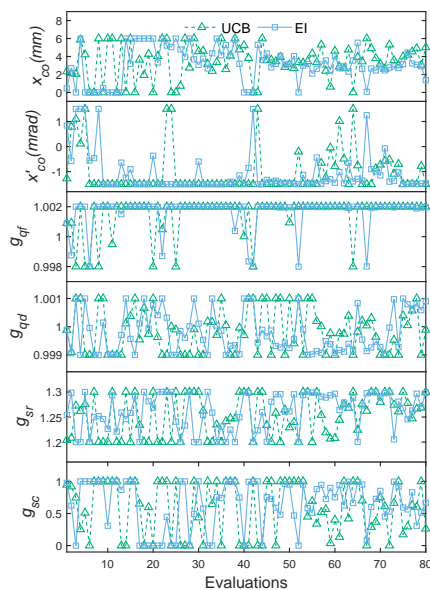 UCB EI
x_co (mm)
8
6
4
2
0
x'_co (mrad)
1
0
-1
g_qf
1.002
1
0.998
g_qd
1.001
1
0.999
g_sr
1.3
1.2
g_sc
1
0.5
0
1 10 20 30 40 50 60 70 80
Evaluations